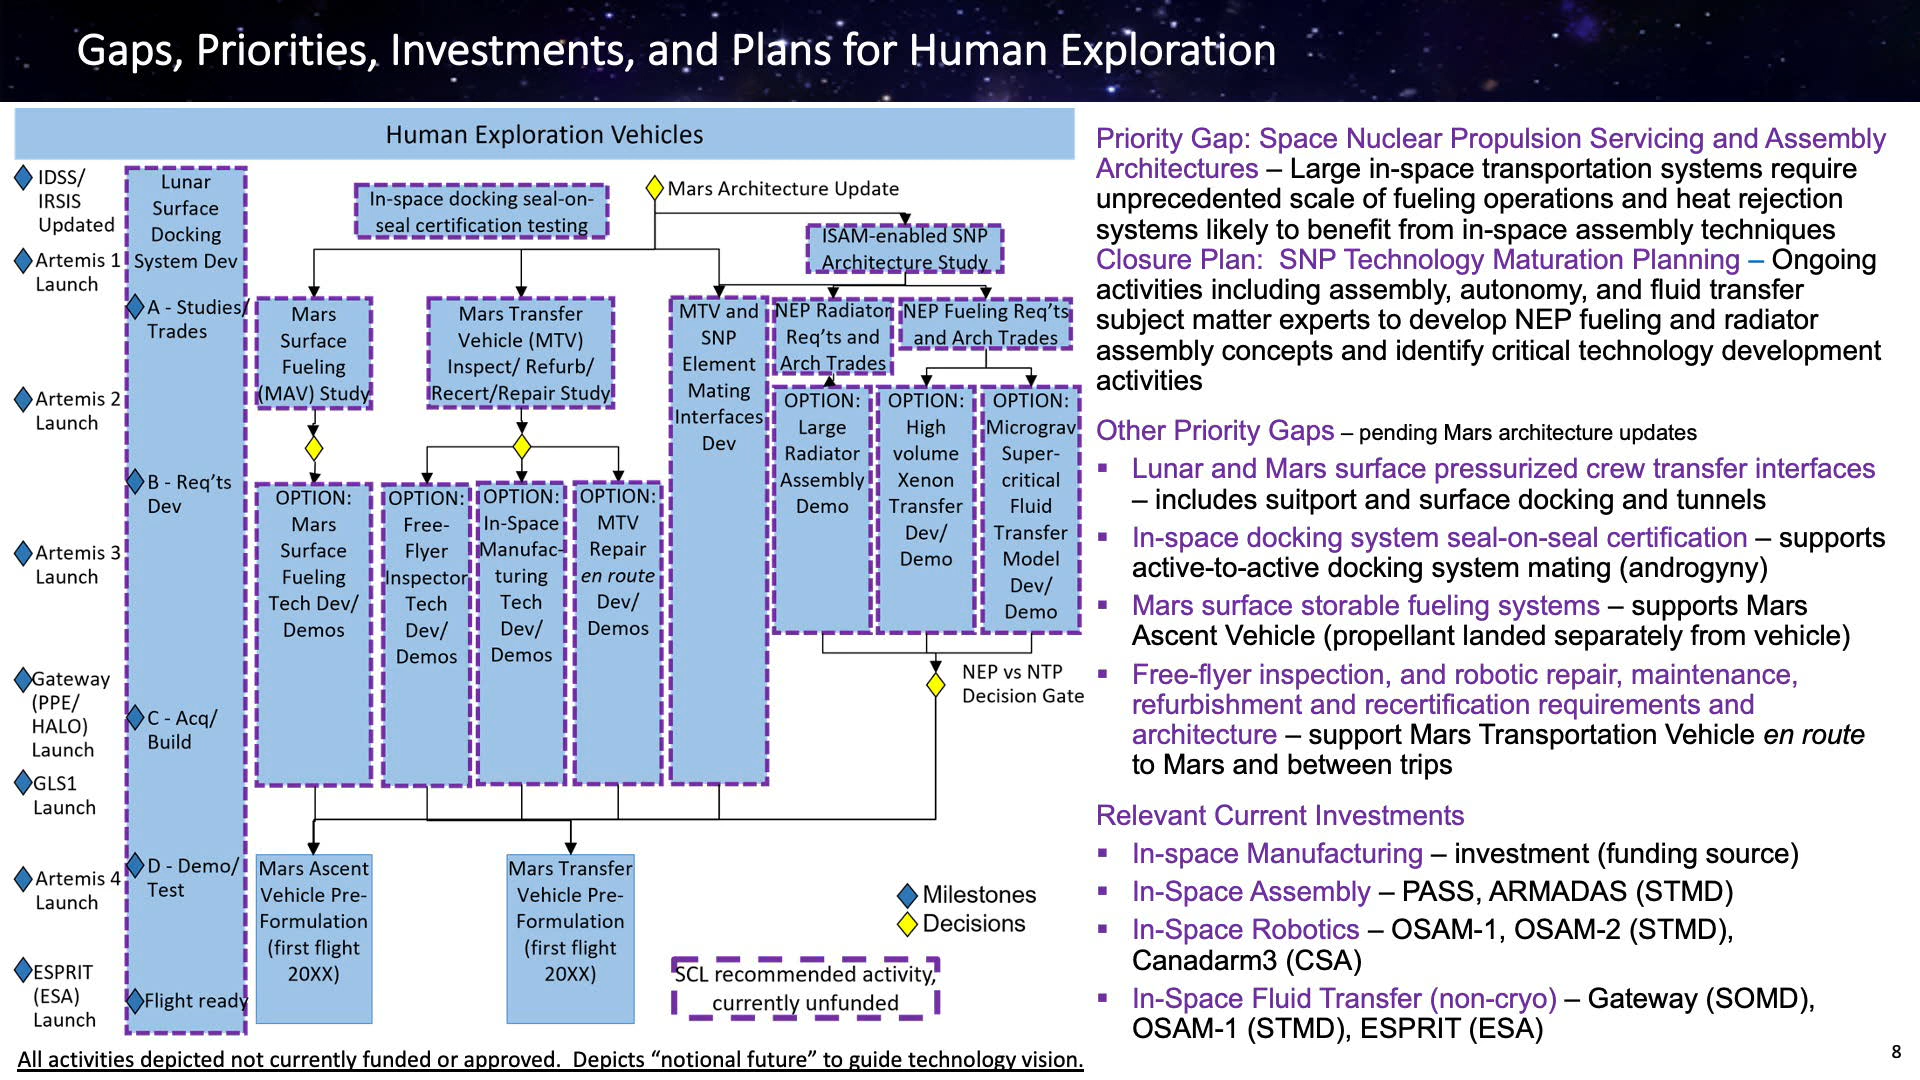 Gaps, Priorities, Investments, and Plans for Human Exploration
Human Exploration Vehicles
IDSS/
IRSIS
Updated
Artemis 1
Launch
Artemis 2
Launch
Artemis 3
Launch
Gateway
(PPE/
HALO)
Launch
GLS1
Launch
Artemis 4
Launch
ESPRIT
(ESA)
Launch
Lunar
Surface
Docking
System Dev
A - Studies/
Trades
B - Req'ts
Dev
C - Acq/
Build
D - Demo/
Test
Flight ready
In-space docking seal-on-
seal certification testing
Mars Architecture Update
ISAM-enabled SNP
Architecture Study
Mars
Surface
Fueling
(MAV) Study
Mars Transfer
Vehicle (MTV)
Inspect/ Refurb/
Recert/Repair Study
MTV and
SNP
Element
Mating
Interfaces
Dev
NEP Radiator
Req'ts and
Arch Trades
NEP Fueling Req'ts
and Arch Trades
OPTION:
Mars
Surface
Fueling
Tech Dev/
Demos
OPTION:
Free-
Flyer
Inspector
Tech
Dev/
Demos
OPTION:
In-Space
Manufac-
turing
Tech
Dev/
Demos
OPTION:
MTV
Repair
en route
Dev/
Demos
OPTION:
Large
Radiator
Assembly
Demo
OPTION:
High
volume
Xenon
Transfer
Dev/
Demo
OPTION:
Micrograv
Super-
critical
Fluid
Transfer
Model
Dev/
Demo
NEP vs NTP
Decision Gate
Mars Ascent
Vehicle Pre-
Formulation
(first flight
20XX)
Mars Transfer
Vehicle Pre-
Formulation
(first flight
20XX)
Milestones
Decisions
SCL recommended activity,
currently unfunded
All activities depicted not currently funded or approved. Depicts “notional future” to guide technology vision.
Priority Gap: Space Nuclear Propulsion Servicing and Assembly
Architectures – Large in-space transportation systems require
unprecedented scale of fueling operations and heat rejection
systems likely to benefit from in-space assembly techniques
Closure Plan: SNP Technology Maturation Planning – Ongoing
activities including assembly, autonomy, and fluid transfer
subject matter experts to develop NEP fueling and radiator
assembly concepts and identify critical technology development
activities
Other Priority Gaps – pending Mars architecture updates
▪ Lunar and Mars surface pressurized crew transfer interfaces
– includes suitport and surface docking and tunnels
▪ In-space docking system seal-on-seal certification – supports
active-to-active docking system mating (androgyny)
▪ Mars surface storable fueling systems – supports Mars
Ascent Vehicle (propellant landed separately from vehicle)
▪ Free-flyer inspection, and robotic repair, maintenance,
refurbishment and recertification requirements and
architecture – support Mars Transportation Vehicle en route
to Mars and between trips
Relevant Current Investments
▪ In-space Manufacturing – investment (funding source)
▪ In-Space Assembly – PASS, ARMADAS (STMD)
▪ In-Space Robotics – OSAM-1, OSAM-2 (STMD),
Canadarm3 (CSA)
▪ In-Space Fluid Transfer (non-cryo) – Gateway (SOMD),
OSAM-1 (STMD), ESPRIT (ESA)
8